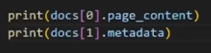 print(docs[0].page_content)
print(docs[1].metadata)